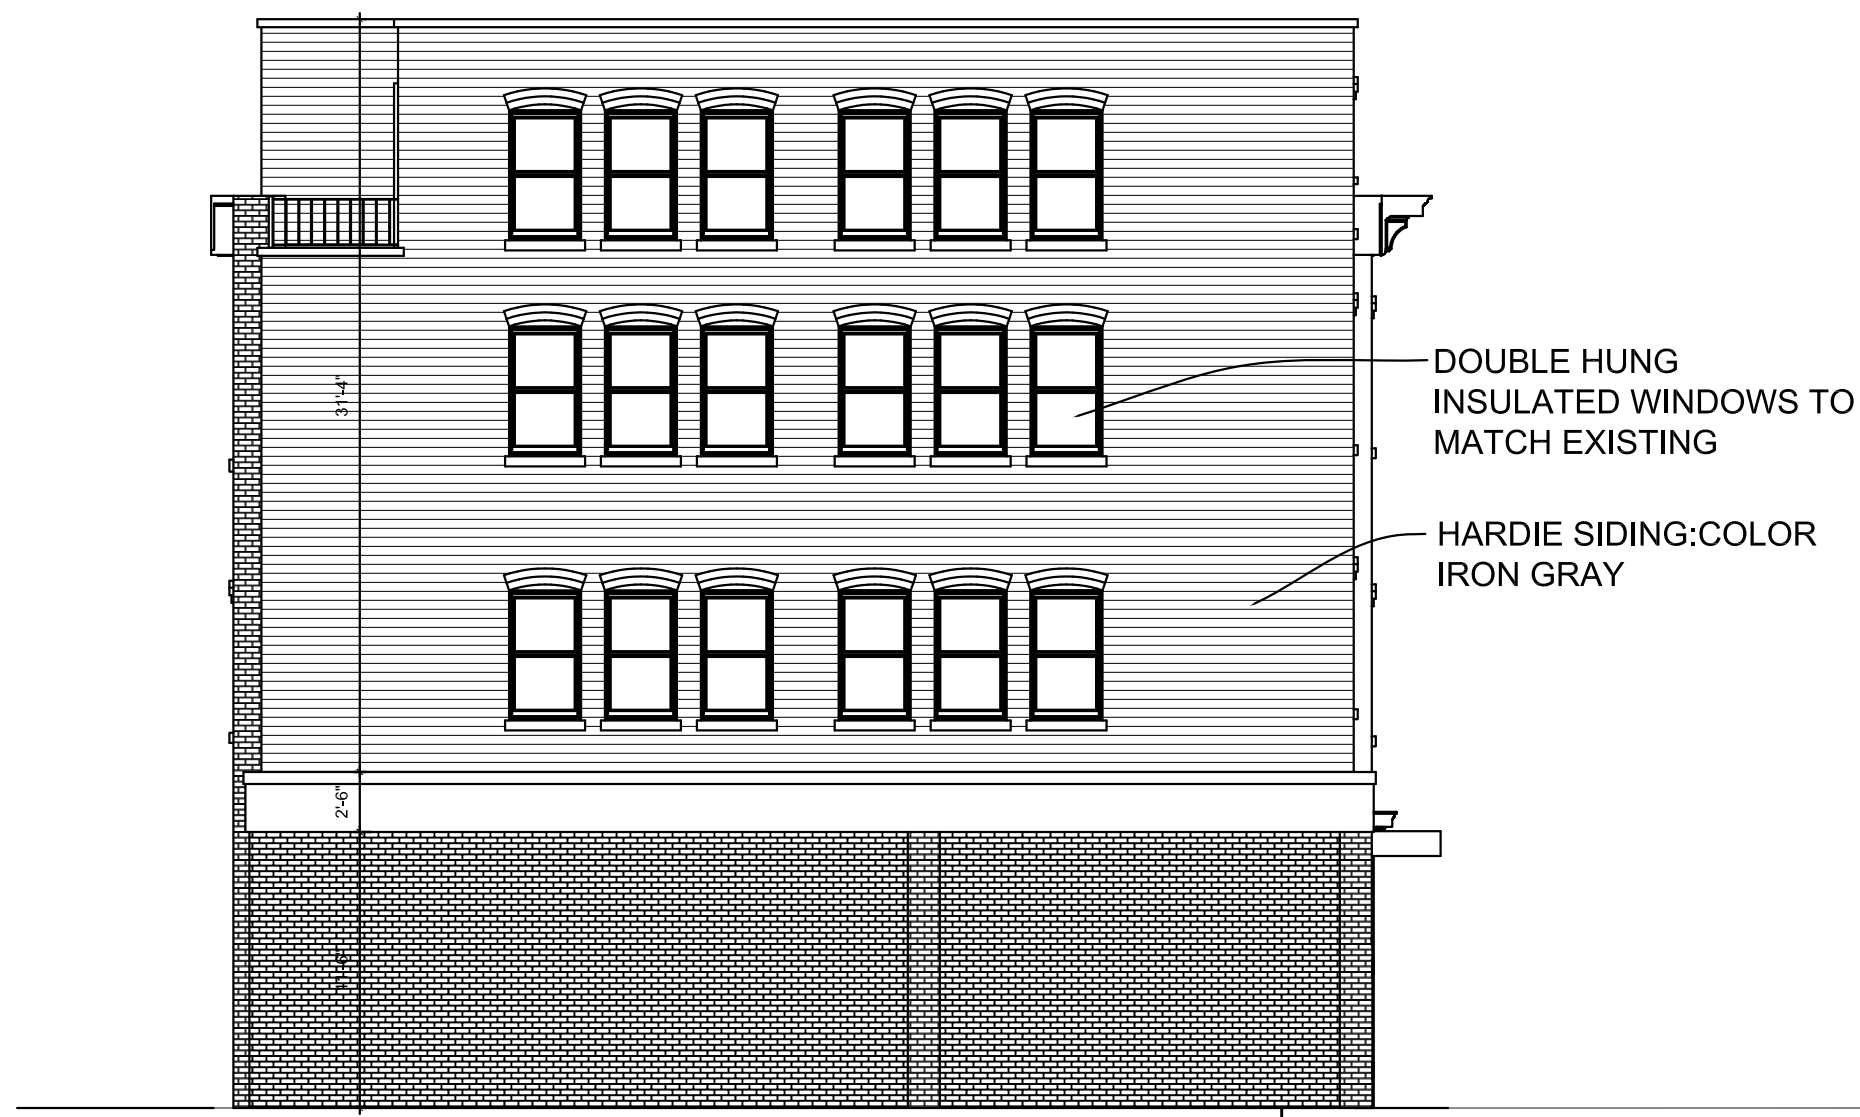 DOUBLE HUNG
INSULATED WINDOWS TO
MATCH EXISTING
HARDIE SIDING:COLOR
IRON GRAY
31'-4"
2'-6"
11'-6"